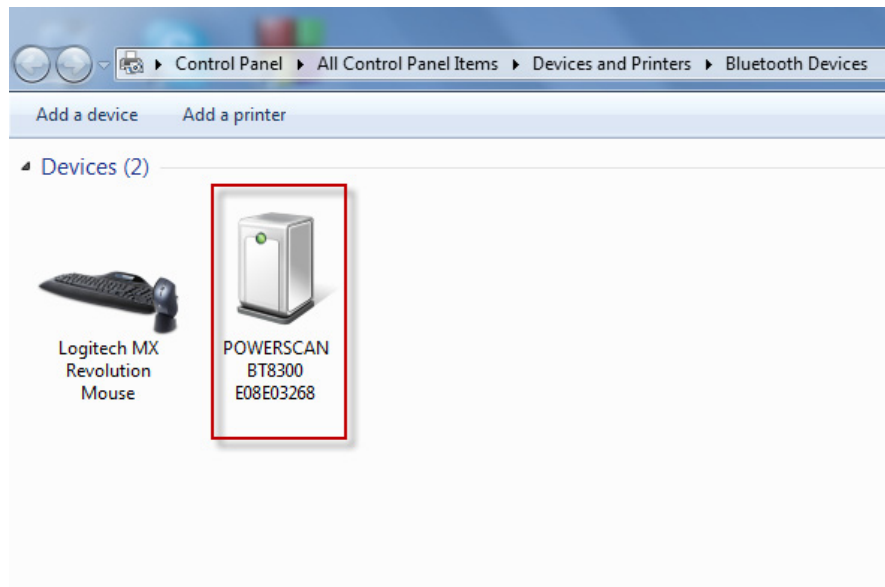 Control Panel ▸ All Control Panel Items ▸ Devices and Printers ▸ Bluetooth Devices
Add a device Add a printer
Devices (2)
Logitech MX
Revolution
Mouse
POWERSCAN
BT8300
E08E03268